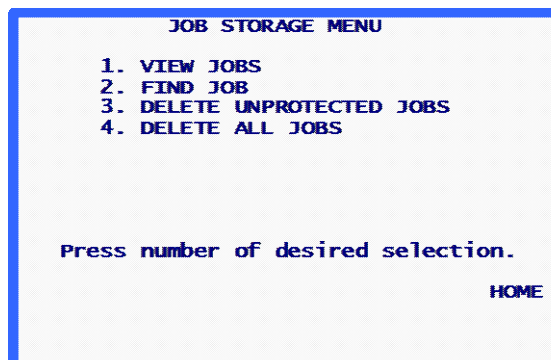 JOB STORAGE MENU
1. VIEW JOBS
2. FIND JOB
3. DELETE UNPROTECTED JOBS
4. DELETE ALL JOBS
Press number of desired selection.
HOME